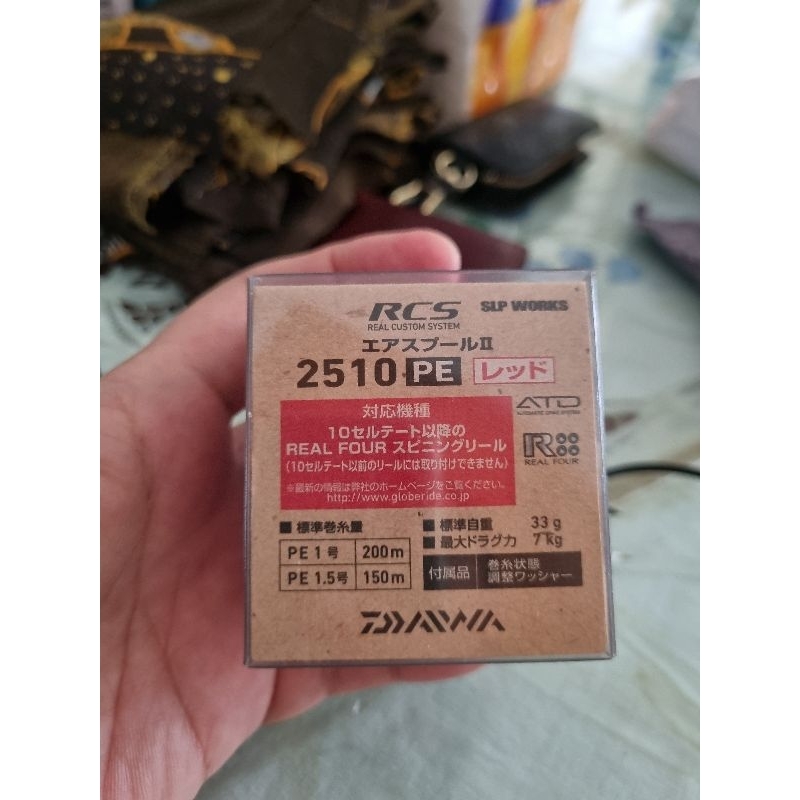 RCS SLP WORKS
REAL CUSTOM SYSTEM
エアスプールⅡ
2510 PE レッド
対応機種
10セルテート以降の
REAL FOUR スピニングリール
(10セルテート以前のリールには取り付けできません)
※最新の情報は弊社のホームページをご覧ください。
http://www.globeride.co.jp
ATD
AUTOMATIC DRAG SYSTEM
R
REAL FOUR
■ 標準巻糸量
PE 1号 200m
PE 1.5号 150m
■ 標準自重 33g
■ 最大ドラグ力 7kg
付属品 巻糸状態
調整ワッシャー
DAIWA